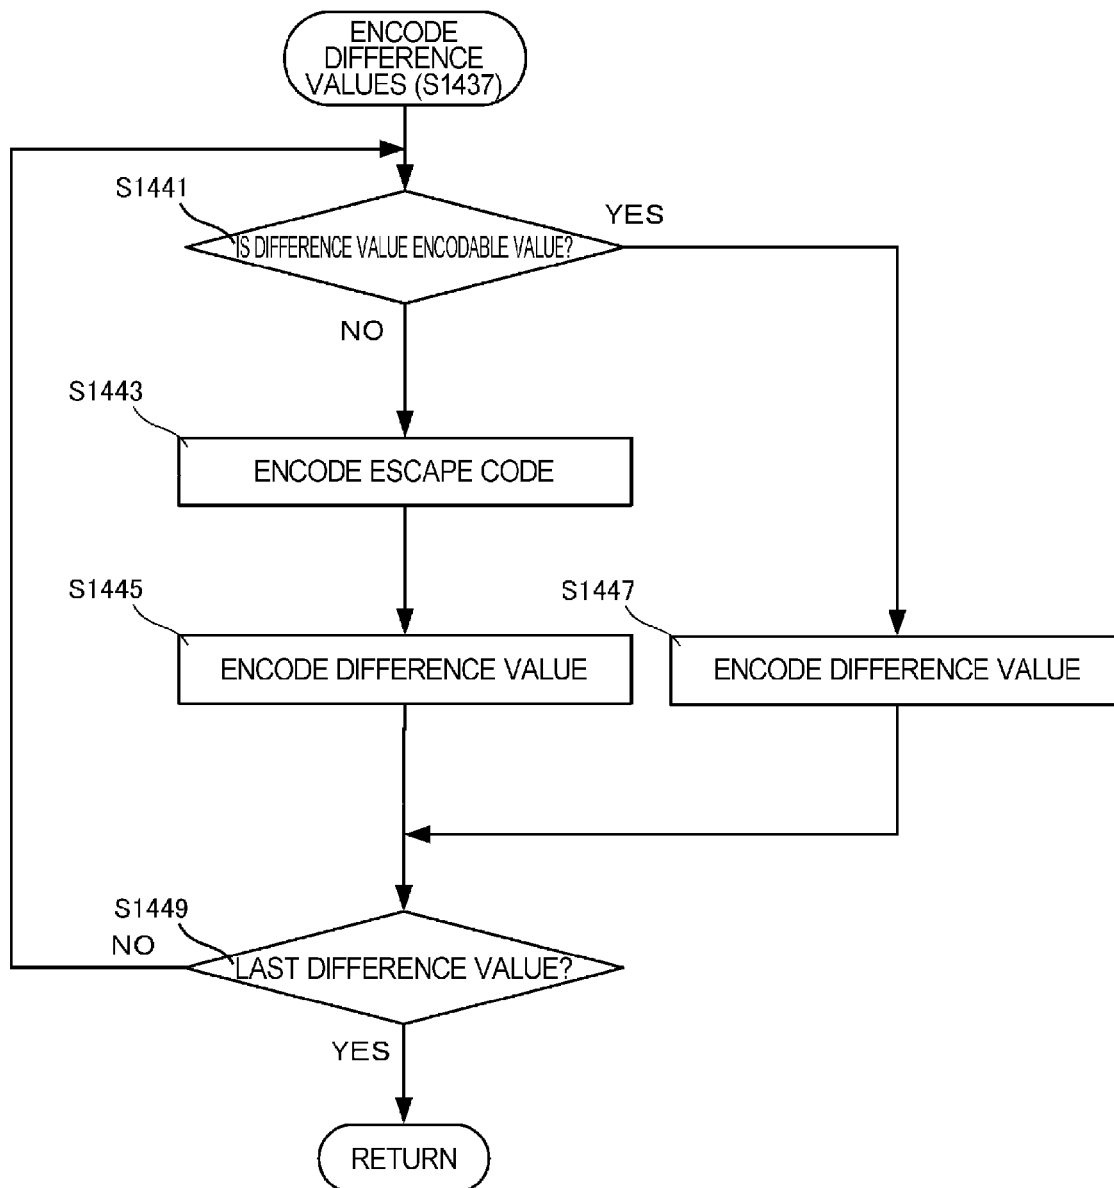 ENCODE
DIFFERENCE
VALUES (S1437)
S1441
YES
IS DIFFERENCE VALUE ENCODABLE VALUE?
NO
S1443
ENCODE ESCAPE CODE
S1445
S1447
ENCODE DIFFERENCE VALUE
ENCODE DIFFERENCE VALUE
S1449
NO
LAST DIFFERENCE VALUE?
YES
RETURN